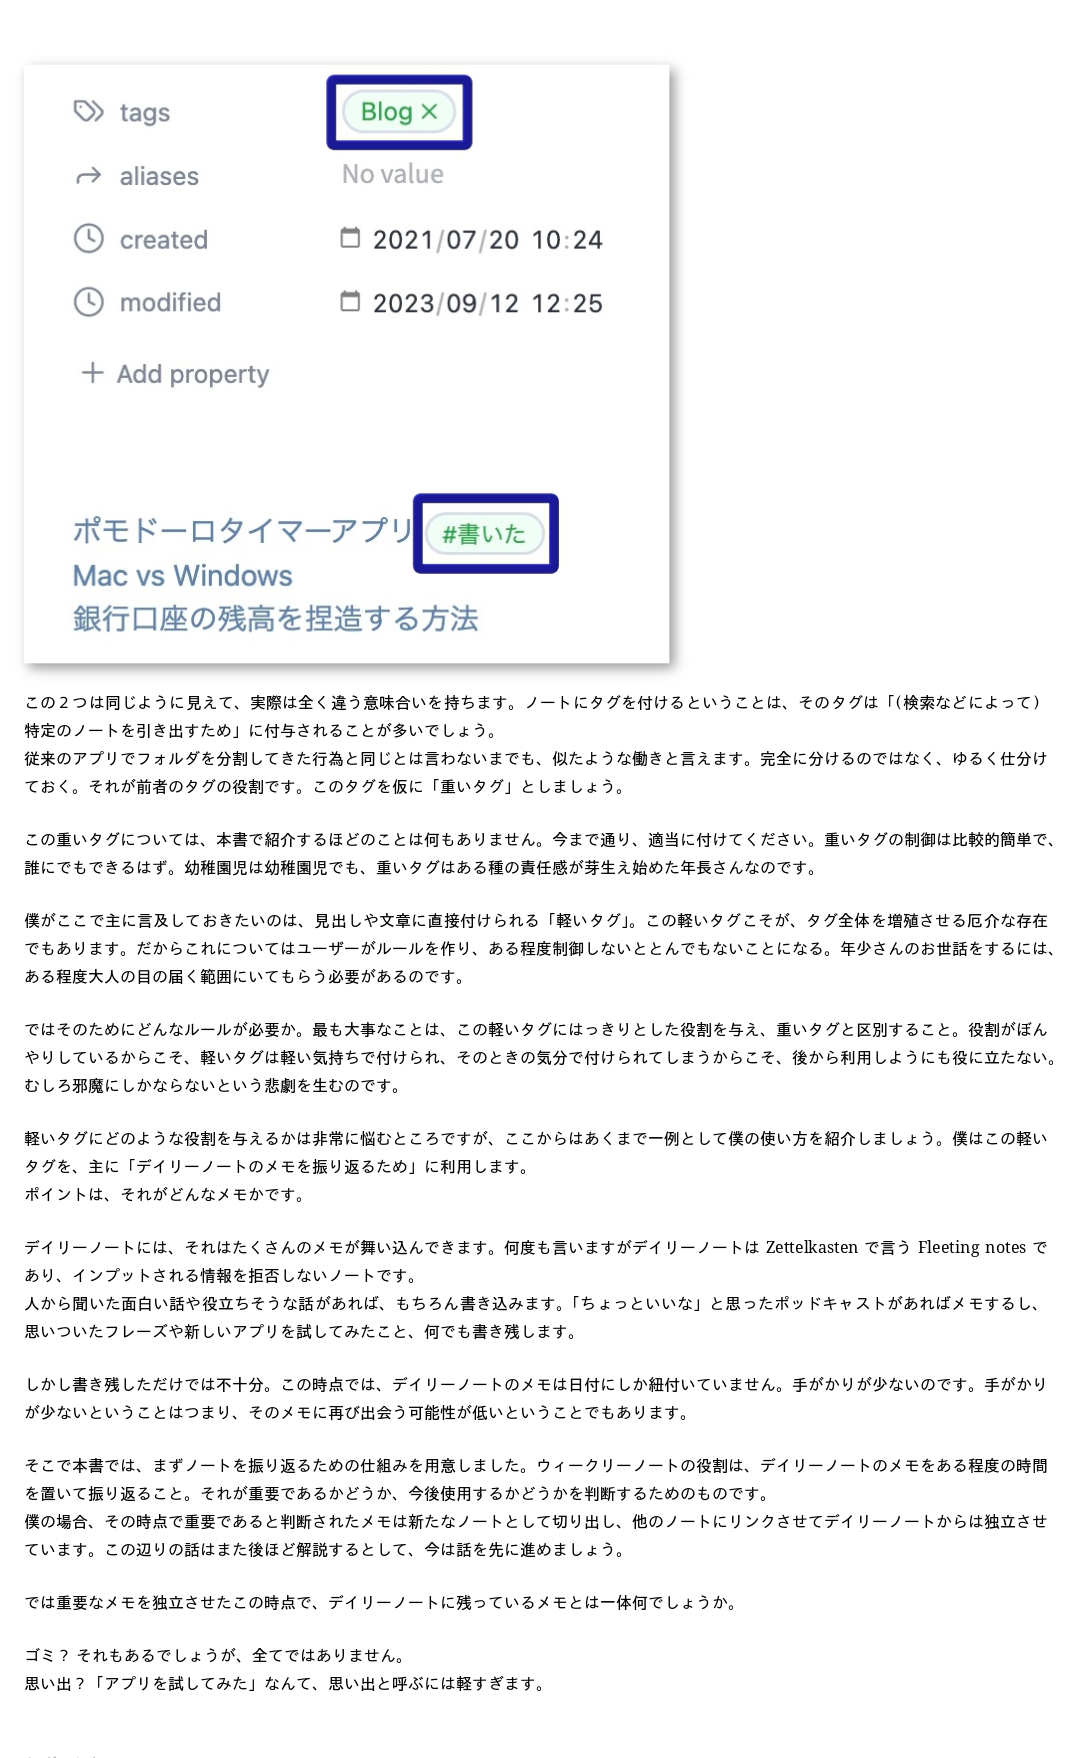 tags Blog ×
aliases No value
created 2021/07/20 10:24
modified 2023/09/12 12:25
+ Add property
ポモドーロタイマーアプリ #書いた
Mac vs Windows
銀行口座の残高を捏造する方法
この２つは同じように見えて、実際は全く違う意味合いを持ちます。ノートにタグを付けるということは、そのタグは「(検索などによって)
特定のノートを引き出すため」に付与されることが多いでしょう。
従来のアプリでフォルダを分割してきた行為と同じとは言わないまでも、似たような働きと言えます。完全に分けるのではなく、ゆるく仕分け
ておく。それが前者のタグの役割です。このタグを仮に「重いタグ」としましょう。
この重いタグについては、本書で紹介するほどのことは何もありません。今まで通り、適当に付けてください。重いタグの制御は比較的簡単で、
誰にでもできるはず。幼稚園児は幼稚園児でも、重いタグはある種の責任感が芽生え始めた年長さんなのです。
僕がここで主に言及しておきたいのは、見出しや文章に直接付けられる「軽いタグ」。この軽いタグこそが、タグ全体を増殖させる厄介な存在
でもあります。だからこれについてはユーザーがルールを作り、ある程度制御しないととんでもないことになる。年少さんのお世話をするには、
ある程度大人の目の届く範囲にいてもらう必要があるのです。
ではそのためにどんなルールが必要か。最も大事なことは、この軽いタグにはっきりとした役割を与え、重いタグと区別すること。役割がぼん
やりしているからこそ、軽いタグは軽い気持ちで付けられ、そのときの気分で付けられてしまうからこそ、後から利用しようにも役に立たない。
むしろ邪魔にしかならないという悲劇を生むのです。
軽いタグにどのような役割を与えるかは非常に悩むところですが、ここからはあくまで一例として僕の使い方を紹介しましょう。僕はこの軽い
タグを、主に「デイリーノートのメモを振り返るため」に利用します。
ポイントは、それがどんなメモかです。
デイリーノートには、それはたくさんのメモが舞い込んできます。何度も言いますがデイリーノートは Zettelkasten で言う Fleeting notes で
あり、インプットされる情報を拒否しないノートです。
人から聞いた面白い話や役立ちそうな話があれば、もちろん書き込みます。「ちょっといいな」と思ったポッドキャストがあればメモするし、
思いついたフレーズや新しいアプリを試してみたこと、何でも書き残します。
しかし書き残しただけでは不十分。この時点では、デイリーノートのメモは日付にしか紐付いていません。手がかりが少ないのです。手がかり
が少ないということはつまり、そのメモに再び出会う可能性が低いということでもあります。
そこで本書では、まずノートを振り返るための仕組みを用意しました。ウィークリーノートの役割は、デイリーノートのメモをある程度の時間
を置いて振り返ること。それが重要であるかどうか、今後使用するかどうかを判断するためのものです。
僕の場合、その時点で重要であると判断されたメモは新たなノートとして切り出し、他のノートにリンクさせてデイリーノートからは独立させ
ています。この辺りの話はまた後ほど解説するとして、今は話を先に進めましょう。
では重要なメモを独立させたこの時点で、デイリーノートに残っているメモとは一体何でしょうか。
ゴミ？ それもあるでしょうが、全てではありません。
思い出？「アプリを試してみた」なんて、思い出と呼ぶには軽すぎます。